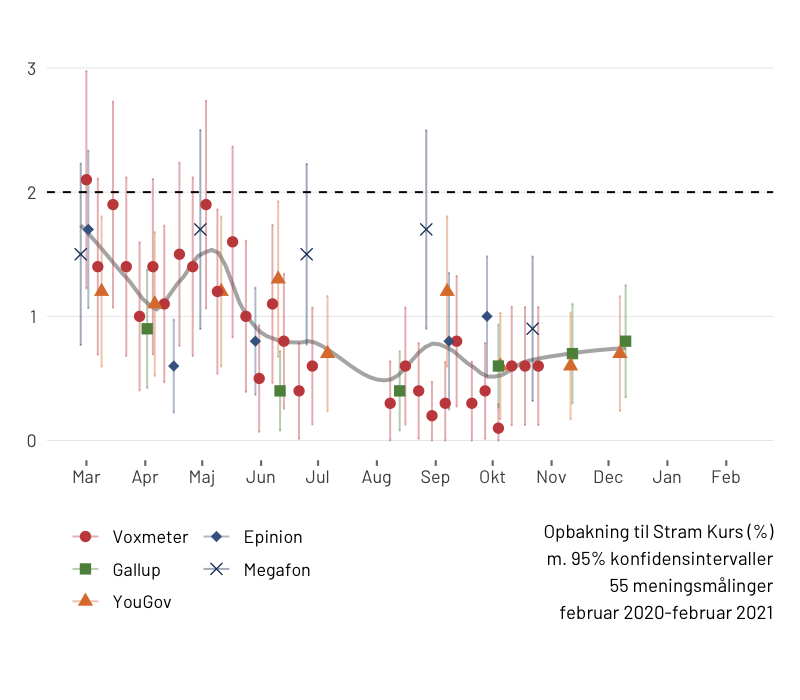 3
2
1
0
Mar Apr Maj Jun Jul Aug Sep Okt Nov Dec Jan Feb
Voxmeter Epinion
Gallup Megafon
YouGov
Opbakning til Stram Kurs (%)
m. 95% konfidensintervaller
55 meningsmålinger
februar 2020-februar 2021